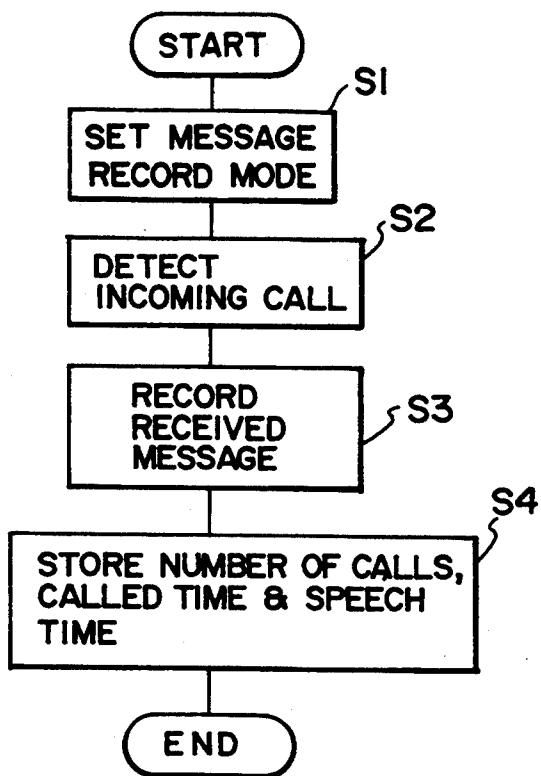 START
S1
SET MESSAGE
RECORD MODE
S2
DETECT
INCOMING CALL
S3
RECORD
RECEIVED
MESSAGE
S4
STORE NUMBER OF CALLS,
CALLED TIME & SPEECH
TIME
END